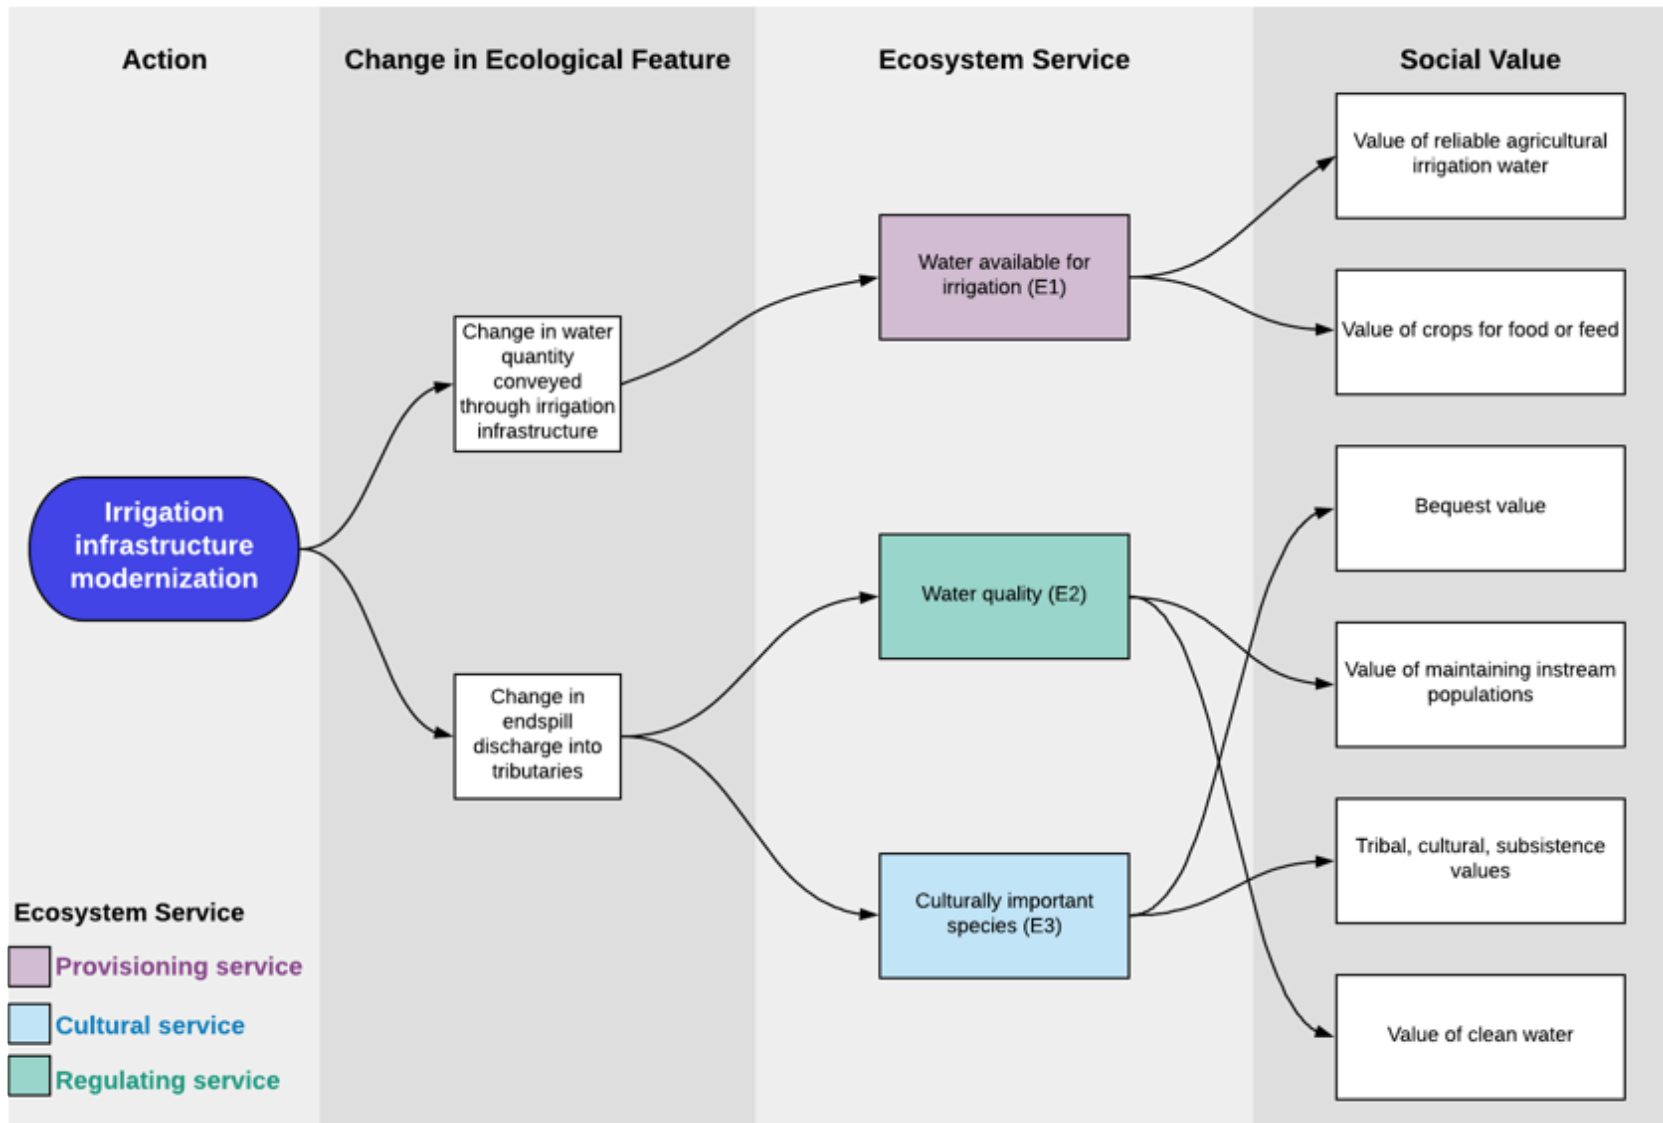 Action
Change in Ecological Feature
Ecosystem Service
Social Value
Irrigation
infrastructure
modernization
Change in water
quantity
conveyed
through irrigation
infrastructure
Change in
endspill
discharge into
tributaries
Water available for
irrigation (E1)
Water quality (E2)
Culturally important
species (E3)
Value of reliable agricultural
irrigation water
Value of crops for food or feed
Bequest value
Value of maintaining instream
populations
Tribal, cultural, subsistence
values
Value of clean water
Ecosystem Service
Provisioning service
Cultural service
Regulating service